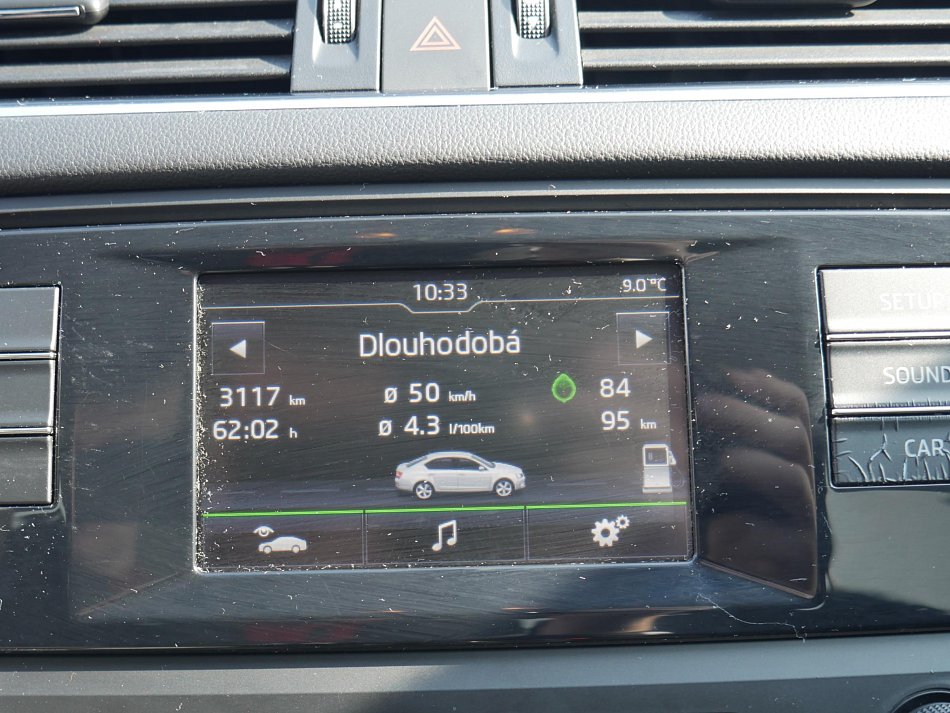 10:33 9.0 °C
Dlouhodobá
3117 km ø 50 km/h 84
62:02 h ø 4.3 l/100km 95 km
SETUP
SOUND
CAR